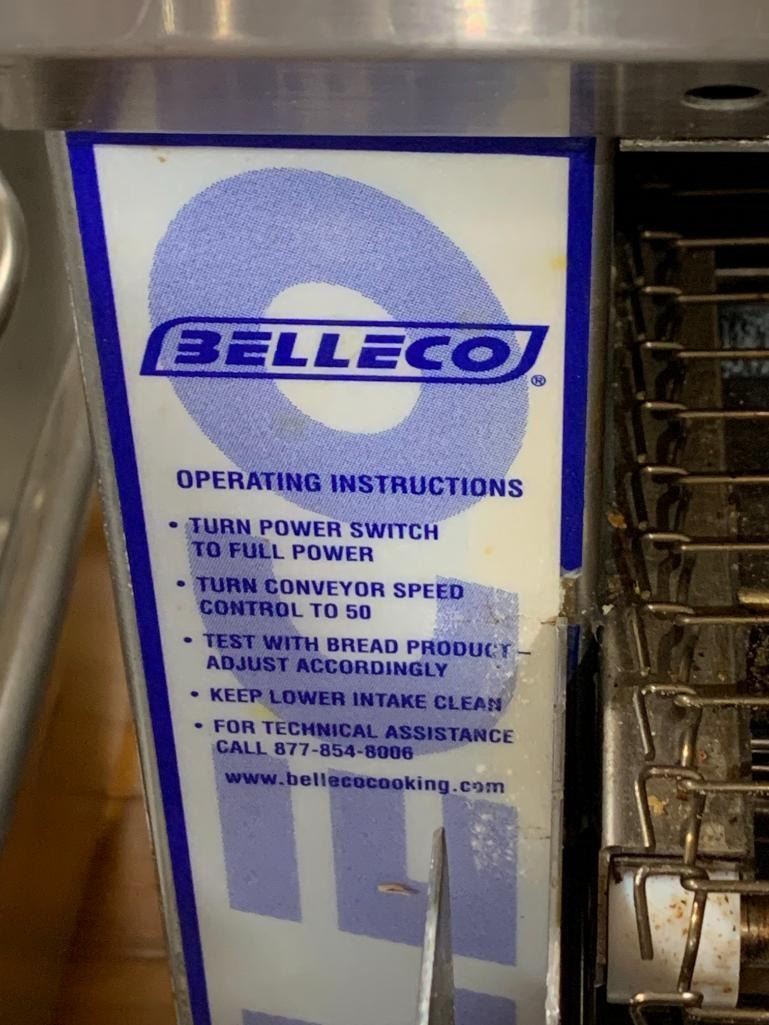 BELLECO®
OPERATING INSTRUCTIONS
• TURN POWER SWITCH
TO FULL POWER
• TURN CONVEYOR SPEED
CONTROL TO 50
• TEST WITH BREAD PRODUCT –
ADJUST ACCORDINGLY
• KEEP LOWER INTAKE CLEAN
• FOR TECHNICAL ASSISTANCE
CALL 877-854-8006
www.bellecocooking.com